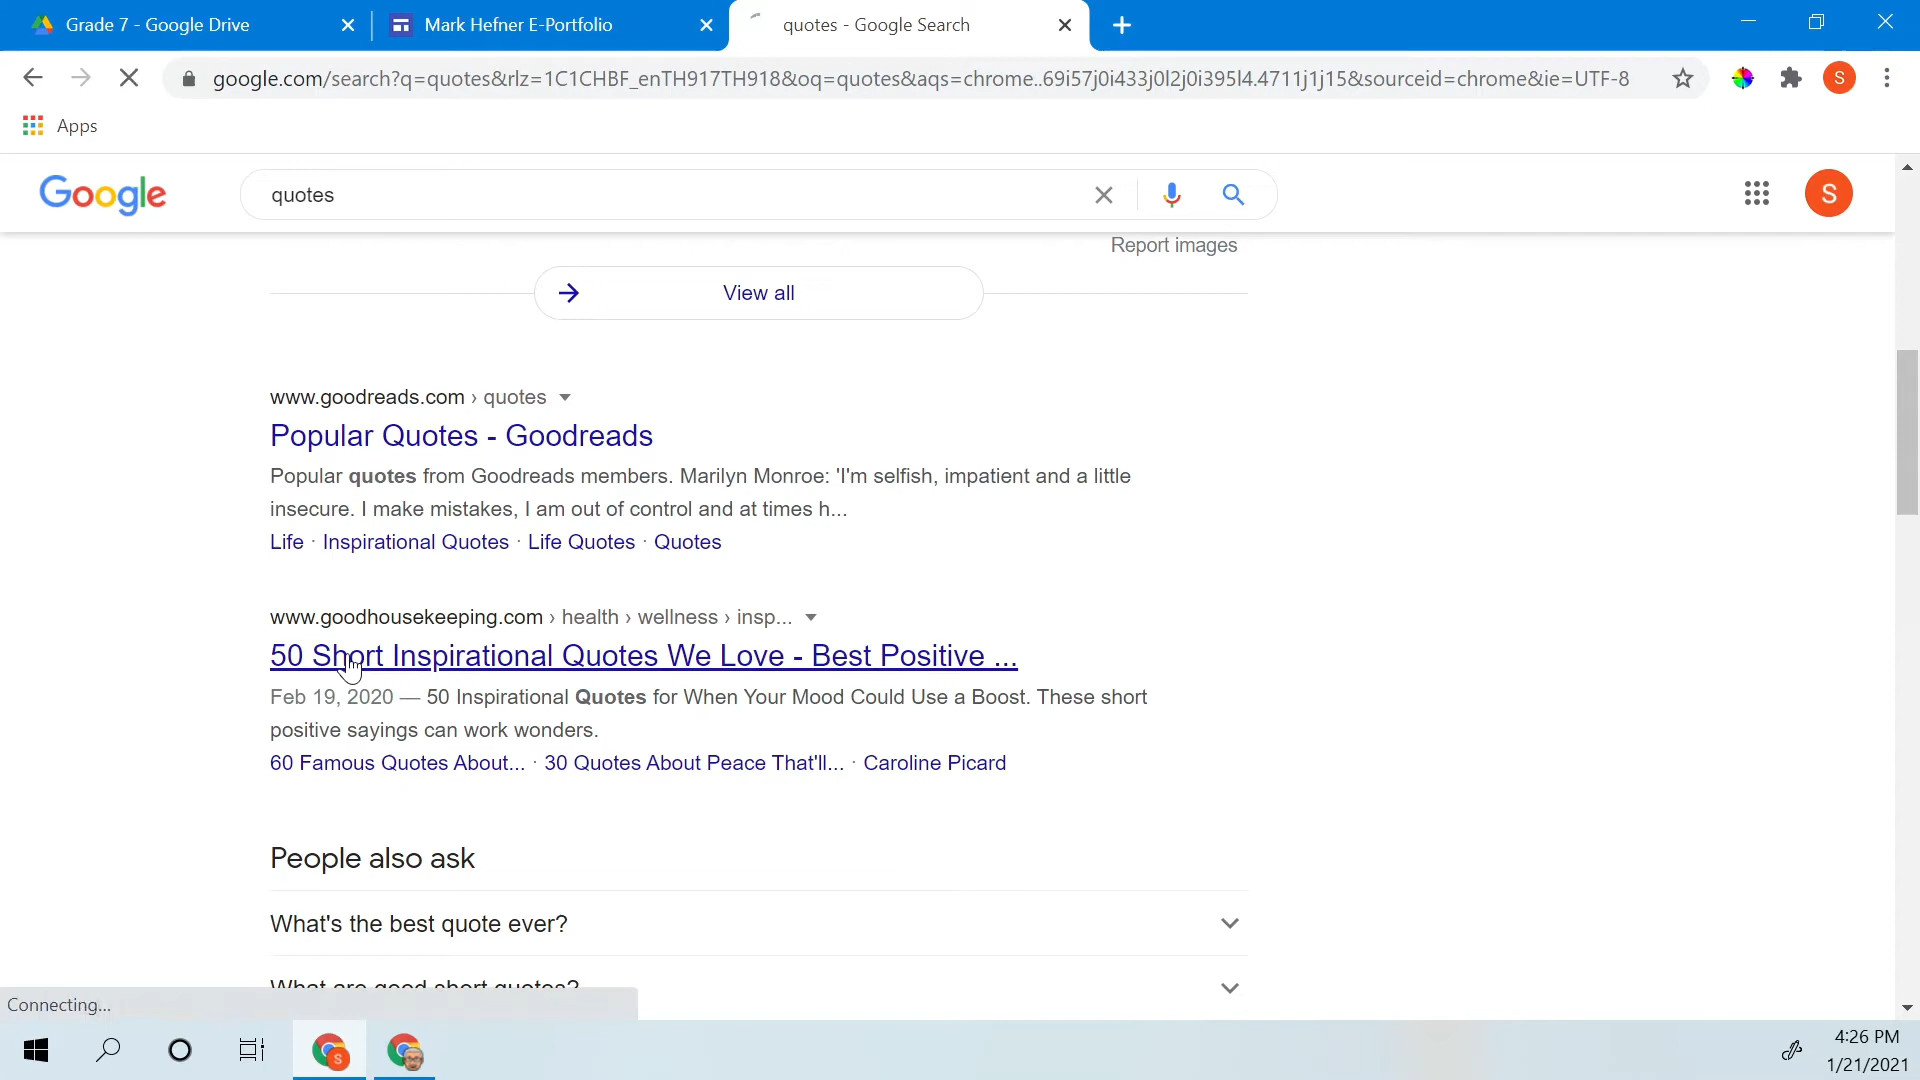 Grade 7 - Google Drive
Mark Hefner E-Portfolio
quotes - Google Search
google.com/search?q=quotes&rlz=1C1CHBF_enTH917TH918&oq=quotes&aqs=chrome..69i57j0i433j0l2j0i395l4.4711j1j15&sourceid=chrome&ie=UTF-8
S
Apps
Google
quotes
S
Report images
View all
www.goodreads.com › quotes
Popular Quotes - Goodreads
Popular quotes from Goodreads members. Marilyn Monroe: 'I'm selfish, impatient and a little
insecure. I make mistakes, I am out of control and at times h...
Life · Inspirational Quotes · Life Quotes · Quotes
www.goodhousekeeping.com › health › wellness › insp...
50 Short Inspirational Quotes We Love - Best Positive ...
Feb 19, 2020 — 50 Inspirational Quotes for When Your Mood Could Use a Boost. These short
positive sayings can work wonders.
60 Famous Quotes About... · 30 Quotes About Peace That'll... · Caroline Picard
People also ask
What's the best quote ever?
What are good short quotes?
Connecting...
S
4:26 PM
1/21/2021